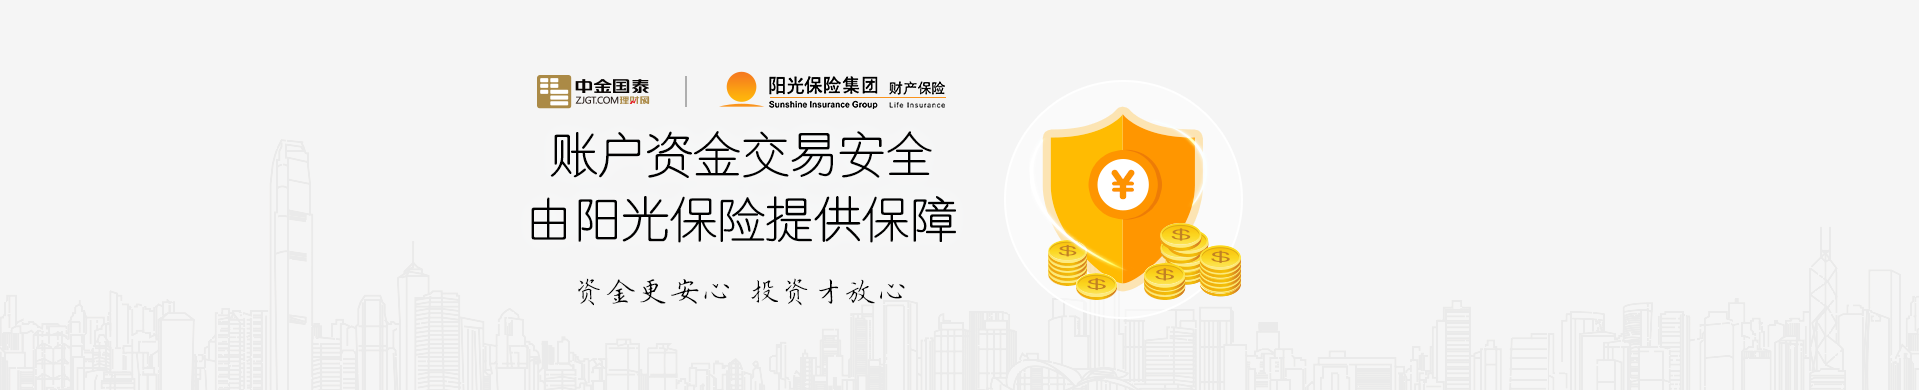 中金国泰
ZJGT.COM理财网
阳光保险集团 财产保险
Sunshine Insurance Group Life Insurance
账户资金交易安全
由阳光保险提供保障
资金更安心 投资才放心
¥
$ $ $ $ $